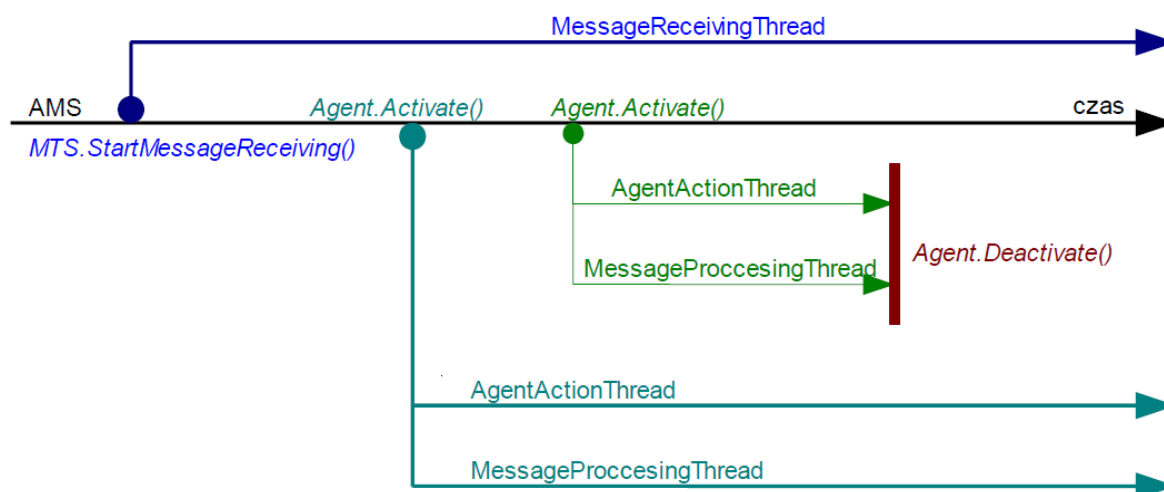 MessageReceivingThread
AMS
Agent.Activate()
Agent.Activate()
czas
MTS.StartMessageReceiving()
AgentActionThread
Agent.Deactivate()
MessageProccesingThread
AgentActionThread
MessageProccesingThread